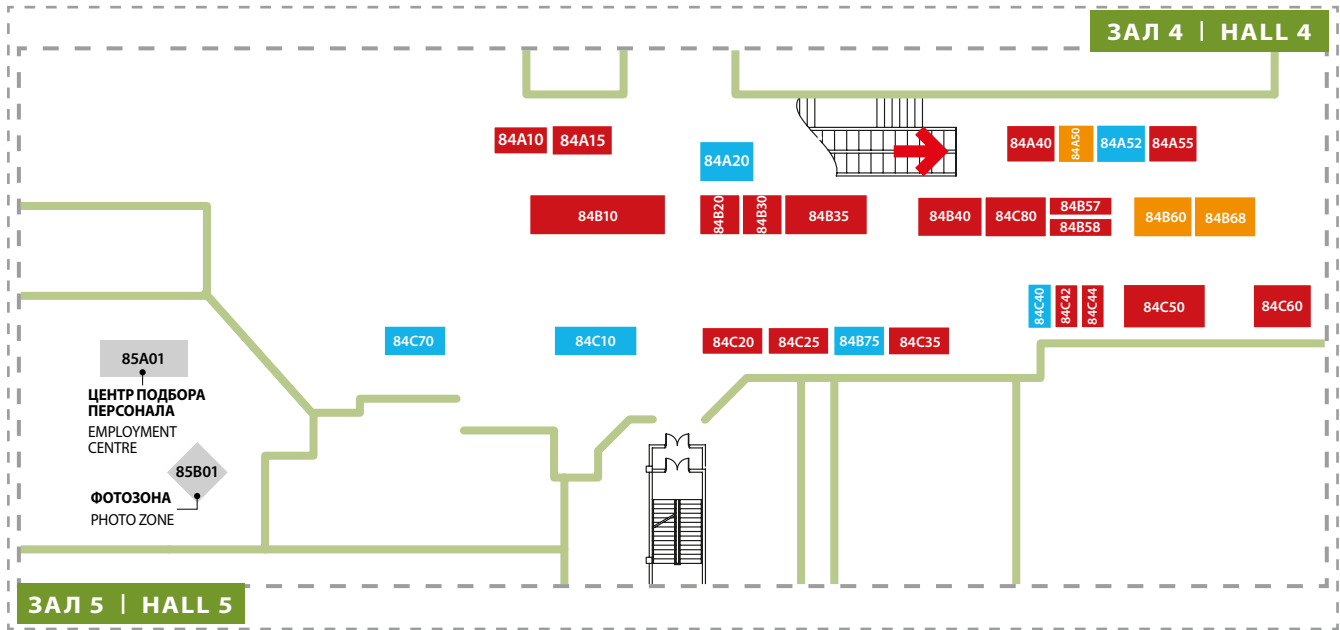 ЗАЛ 4 | HALL 4
84A10
84A15
84A20
84A40
84A50
84A52
84A55
84B10
84B20
84B30
84B35
84B40
84C80
84B57
84B58
84B60
84B68
84C40
84C42
84C44
84C50
84C60
84C70
84C10
84C20
84C25
84B75
84C35
85A01
ЦЕНТР ПОДБОРА
ПЕРСОНАЛА
EMPLOYMENT
CENTRE
85B01
ФОТОЗОНА
PHOTO ZONE
ЗАЛ 5 | HALL 5